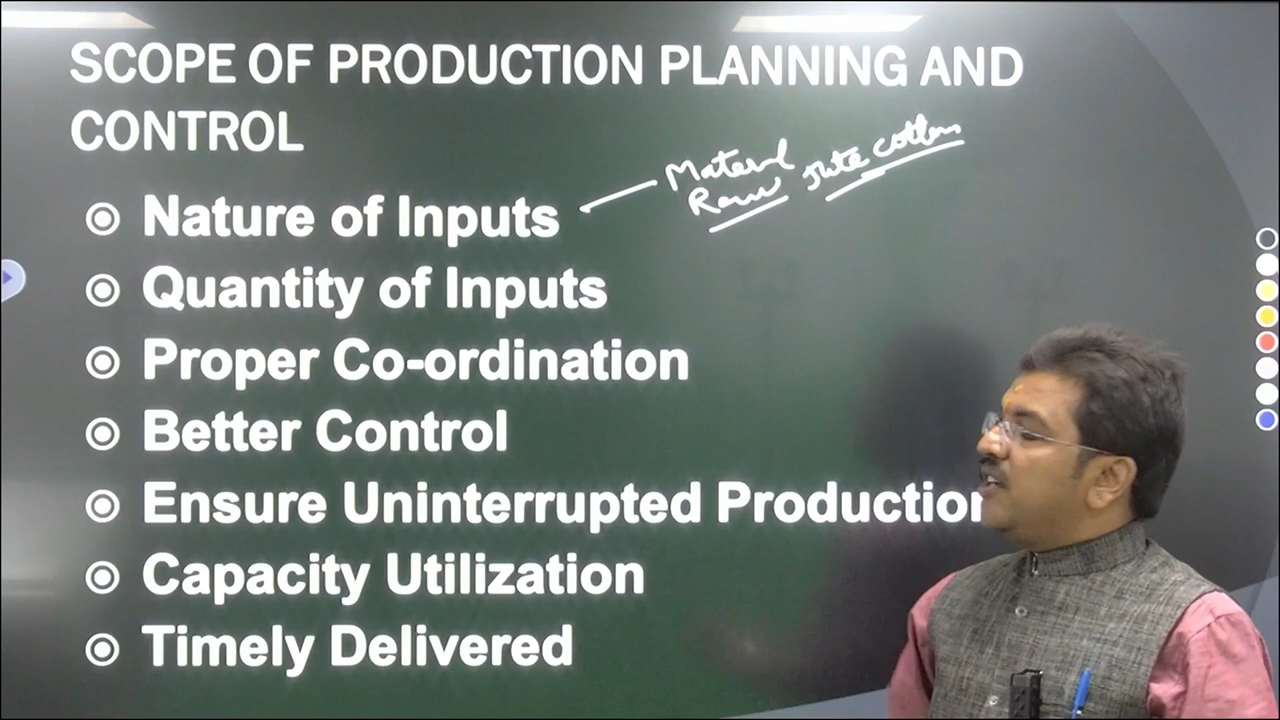 SCOPE OF PRODUCTION PLANNING AND
CONTROL
Nature of Inputs
Material
Raw
Jute cotton
Quantity of Inputs
Proper Co-ordination
Better Control
Ensure Uninterrupted Production
Capacity Utilization
Timely Delivered